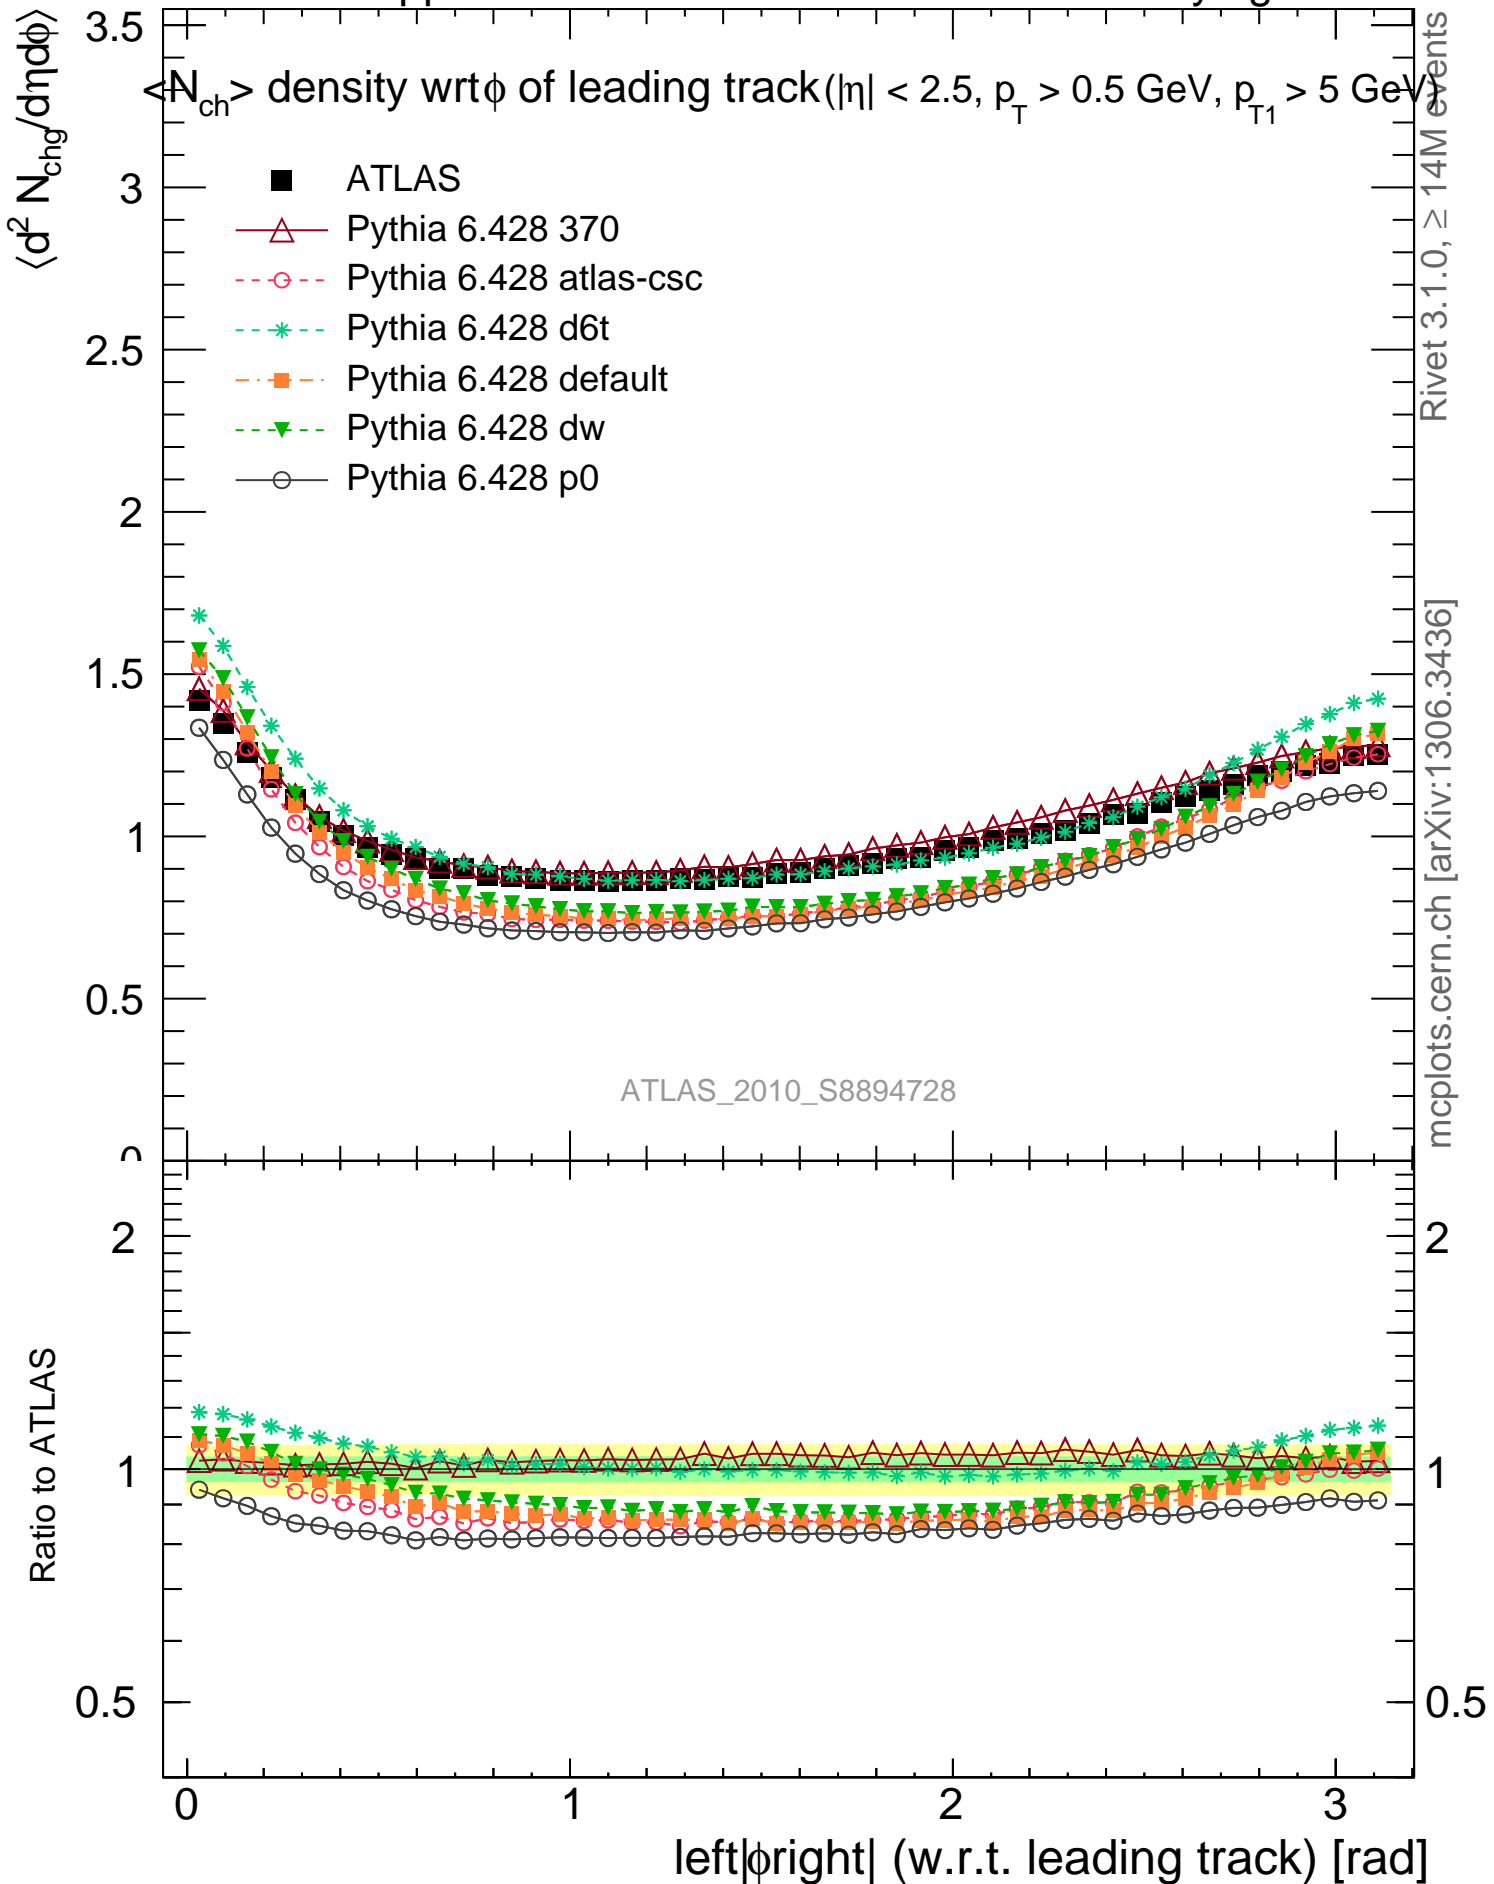 ⟨d² N_chg/dηdϕ⟩
<N_ch> density wrtϕ of leading track(|η| < 2.5, p_T > 0.5 GeV, p_T1 > 5 GeV)
ATLAS
Pythia 6.428 370
Pythia 6.428 atlas-csc
Pythia 6.428 d6t
Pythia 6.428 default
Pythia 6.428 dw
Pythia 6.428 p0
3.5
3
2.5
2
1.5
1
0.5
0
ATLAS_2010_S8894728
Rivet 3.1.0, ≥ 14M events
mcplots.cern.ch [arXiv:1306.3436]
Ratio to ATLAS
2
1
0.5
2
1
0.5
0 1 2 3
left|ϕright| (w.r.t. leading track) [rad]